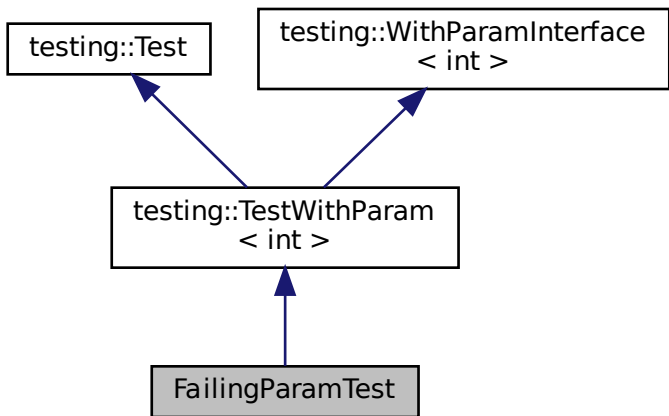 testing::Test
testing::WithParamInterface
< int >
testing::TestWithParam
< int >
FailingParamTest